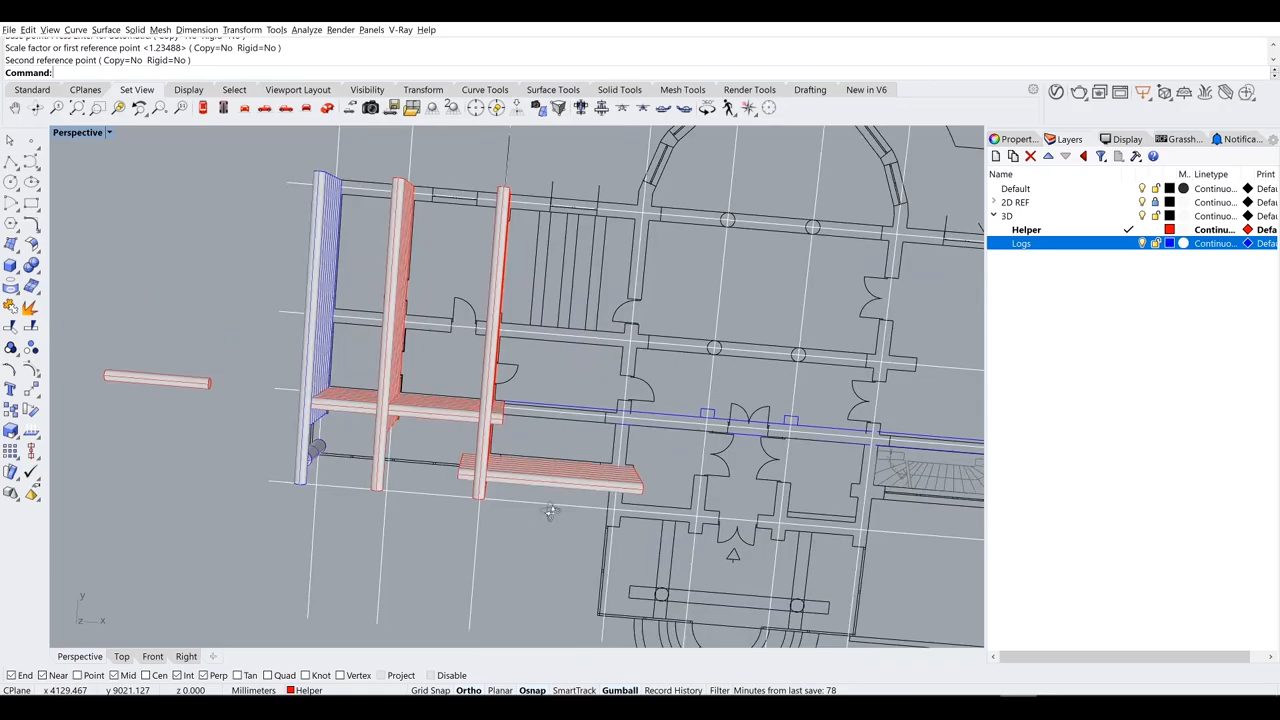 File Edit View Curve Surface Solid Mesh Dimension Transform Tools Analyze Render Panels V-Ray Help
Scale factor or first reference point <1.23488> ( Copy=No Rigid=No )
Second reference point ( Copy=No Rigid=No )
Command:
Standard CPlanes Set View Display Select Viewport Layout Visibility Transform Curve Tools Surface Tools Solid Tools Mesh Tools Render Tools Drafting New in V6
Perspective
Propert... Layers Display Grassh... Notifica...
Name M... Linetype Print
Default Continuo... Defau
2D REF Continuo... Defau
3D Continuo... Defau
Helper Continu... Defa
Logs Continuo... Defau
y
z x
Perspective Top Front Right
End Near Point Mid Cen Int Perp Tan Quad Knot Vertex Project Disable
CPlane x 4129.467 y 9021.127 z 0.000 Millimeters Helper Grid Snap Ortho Planar Osnap SmartTrack Gumball Record History Filter Minutes from last save: 78